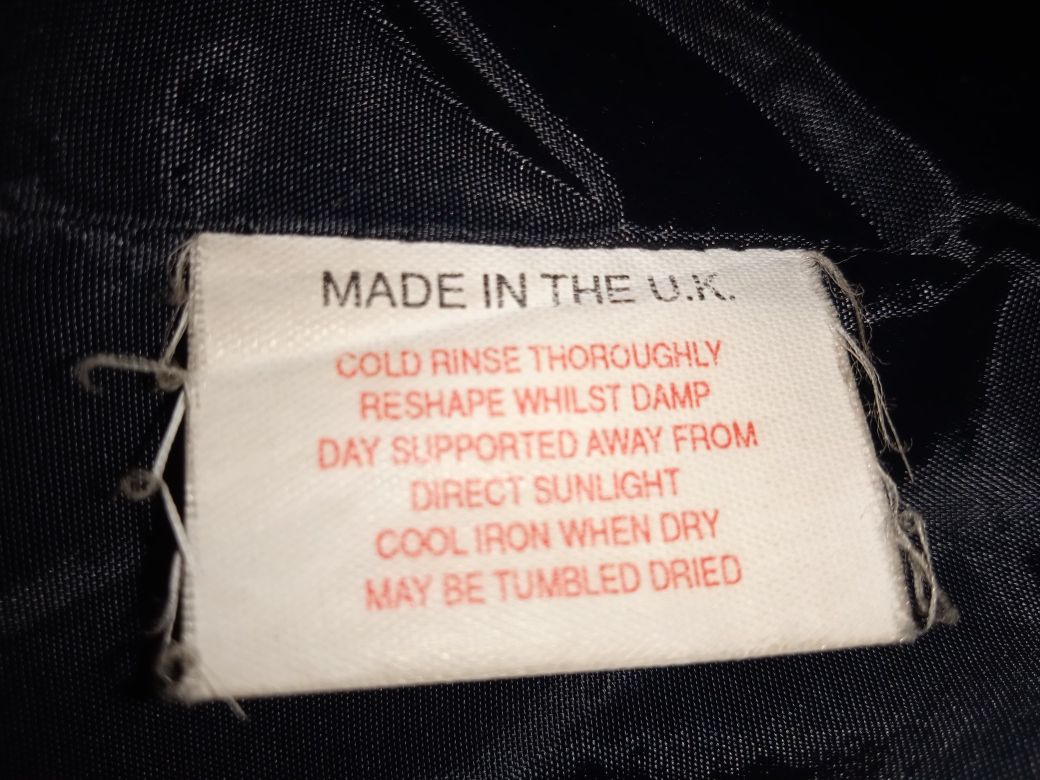 MADE IN THE U.K.
COLD RINSE THOROUGHLY
RESHAPE WHILST DAMP
DAY SUPPORTED AWAY FROM
DIRECT SUNLIGHT
COOL IRON WHEN DRY
MAY BE TUMBLED DRIED